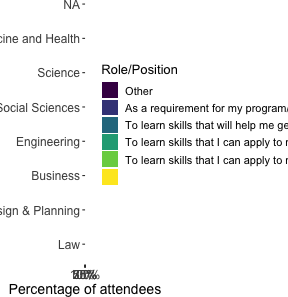 NA
cine and Health
Science
Social Sciences
Engineering
Business
sign & Planning
Law
Role/Position
Other
As a requirement for my program/
To learn skills that will help me ge
To learn skills that I can apply to
To learn skills that I can apply to
Percentage of attendees